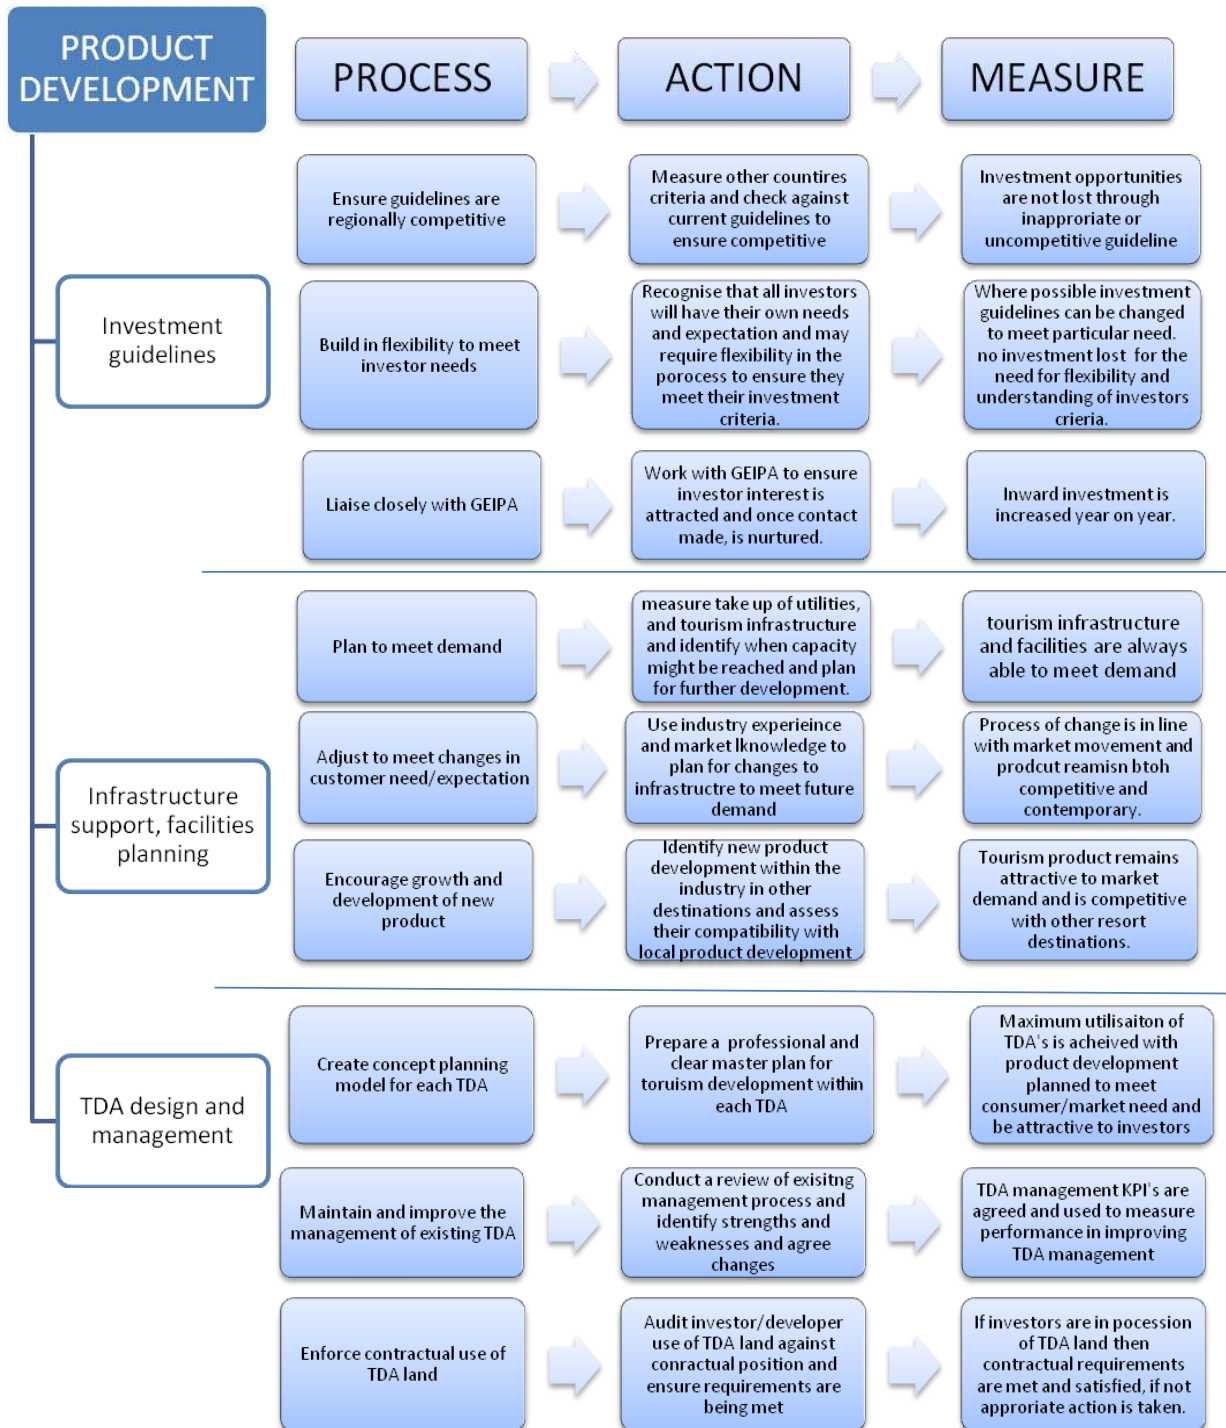 PRODUCT
DEVELOPMENT
PROCESS
ACTION
MEASURE
Investment
guidelines
Ensure guidelines are
regionally competitive
Measure other countires
criteria and check against
current guidelines to
ensure competitive
Investment opportunities
are not lost through
inapproriate or
uncompetitive guideline
Build in flexibility to meet
investor needs
Recognise that all investors
will have their own needs
and expectation and may
require flexibility in the
porocess to ensure they
meet their investment
criteria.
Where possible investment
guidelines can be changed
to meet particular need.
no investment lost for the
need for flexibility and
understanding of investors
crieria.
Liaise closely with GEIPA
Work with GEIPA to ensure
investor interest is
attracted and once contact
made, is nurtured.
Inward investment is
increased year on year.
Infrastructure
support, facilities
planning
Plan to meet demand
measure take up of utilities,
and tourism infrastructure
and identify when capacity
might be reached and plan
for further development.
tourism infrastructure
and facilities are always
able to meet demand
Adjust to meet changes in
customer need/expectation
Use industry experieince
and market lknowledge to
plan for changes to
infrastructre to meet future
demand
Process of change is in line
with market movement and
prodcut reamisn btoh
competitive and
contemporary.
Encourage growth and
development of new
product
Identify new product
development within the
industry in other
destinations and assess
their compatibility with
local product development
Tourism product remains
attractive to market
demand and is competitive
with other resort
destinations.
TDA design and
management
Create concept planning
model for each TDA
Prepare a professional and
clear master plan for
toruism development within
each TDA
Maximum utilisaiton of
TDA's is acheived with
product development
planned to meet
consumer/market need and
be attractive to investors
Maintain and improve the
management of existing TDA
Conduct a review of exisitng
management process and
identify strengths and
weaknesses and agree
changes
TDA management KPI's are
agreed and used to measure
performance in improving
TDA management
Enforce contractual use of
TDA land
Audit investor/developer
use of TDA land against
conractual position and
ensure requirements are
being met
If investors are in pocession
of TDA land then
contractual requirements
are met and satisfied, if not
approriate action is taken.